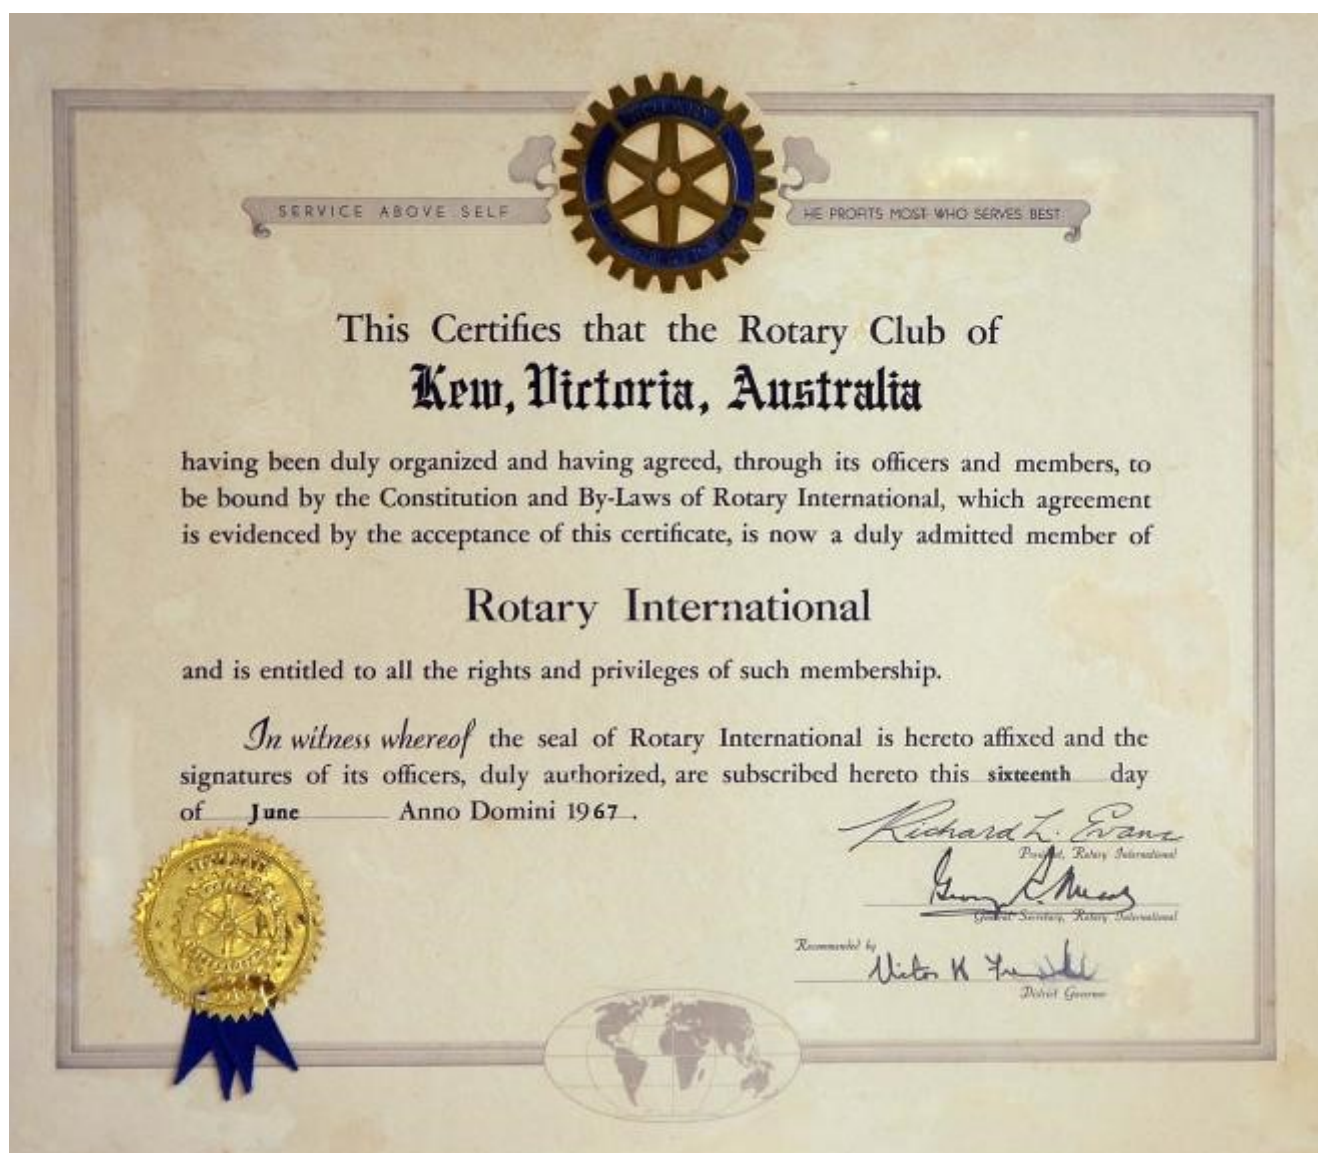 SERVICE ABOVE SELF
HE PROFITS MOST WHO SERVES BEST
This Certifies that the Rotary Club of
Kew, Victoria, Australia
having been duly organized and having agreed, through its officers and members, to
be bound by the Constitution and By-Laws of Rotary International, which agreement
is evidenced by the acceptance of this certificate, is now a duly admitted member of
Rotary International
and is entitled to all the rights and privileges of such membership.
In witness whereof the seal of Rotary International is hereto affixed and the
signatures of its officers, duly authorized, are subscribed hereto this sixteenth day
of June Anno Domini 1967.
Richard L. Evans
President, Rotary International
General Secretary, Rotary International
Recommended by
Victor K
District Governor